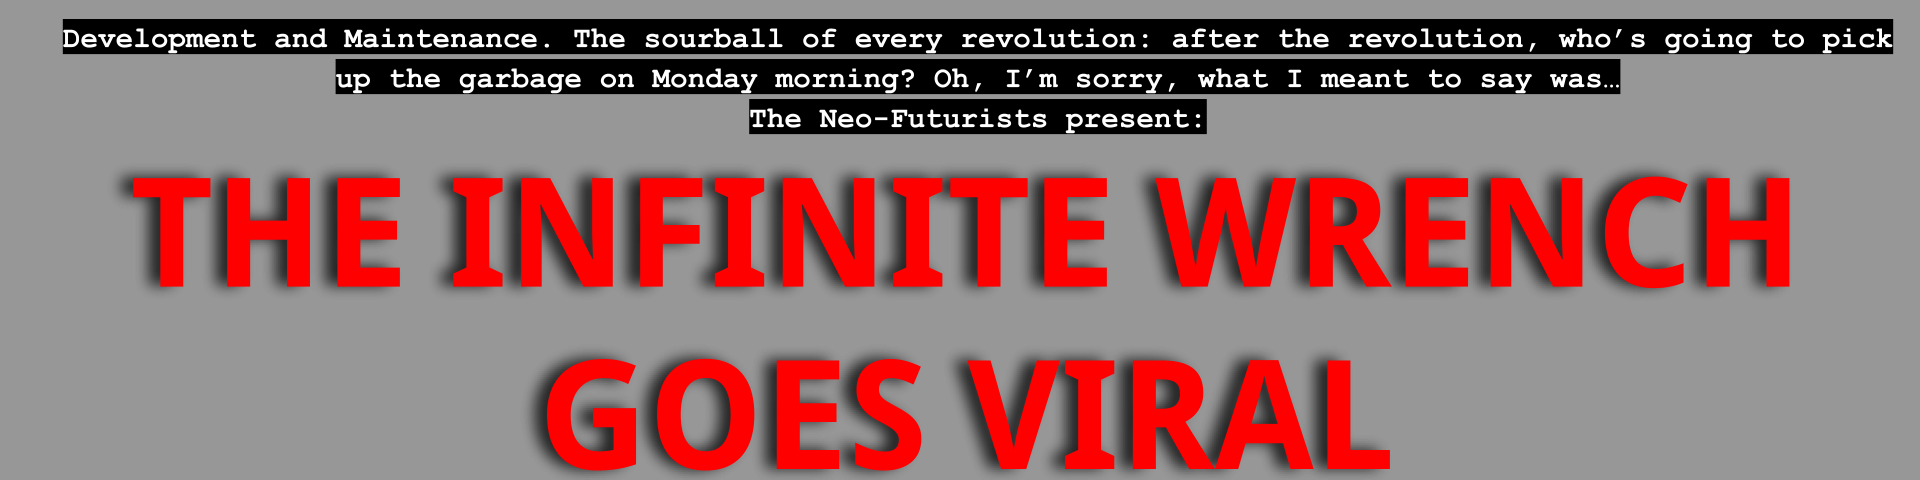 Development and Maintenance. The sourball of every revolution: after the revolution, who’s going to pick
up the garbage on Monday morning? Oh, I’m sorry, what I meant to say was…
The Neo-Futurists present:
THE INFINITE WRENCH
GOES VIRAL